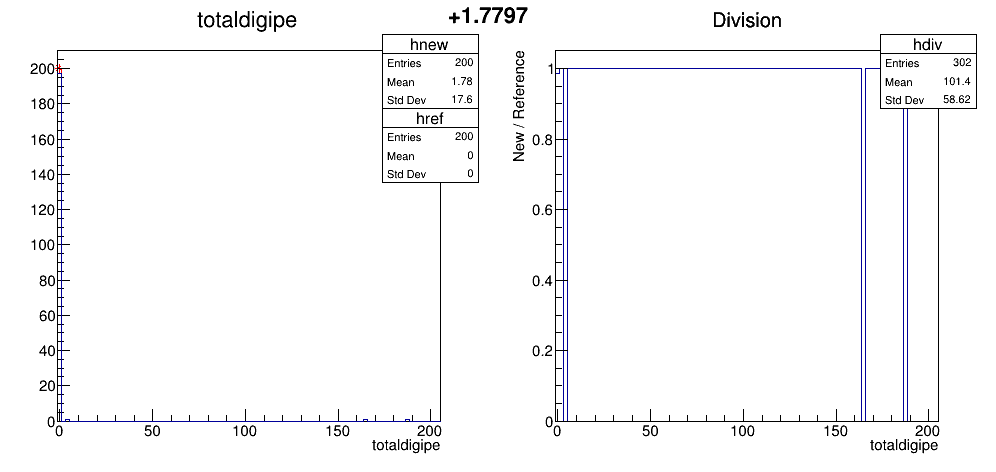 totaldigipe
+1.7797
Division
hnew
Entries 200
Mean 1.78
Std Dev 17.6
href
Entries 200
Mean 0
Std Dev 0
200
180
160
140
120
100
80
60
40
20
0
0 50 100 150 200
totaldigipe
hdiv
Entries 302
Mean 101.4
Std Dev 58.62
New / Reference
1
0.8
0.6
0.4
0.2
0
0 50 100 150 200
totaldigipe